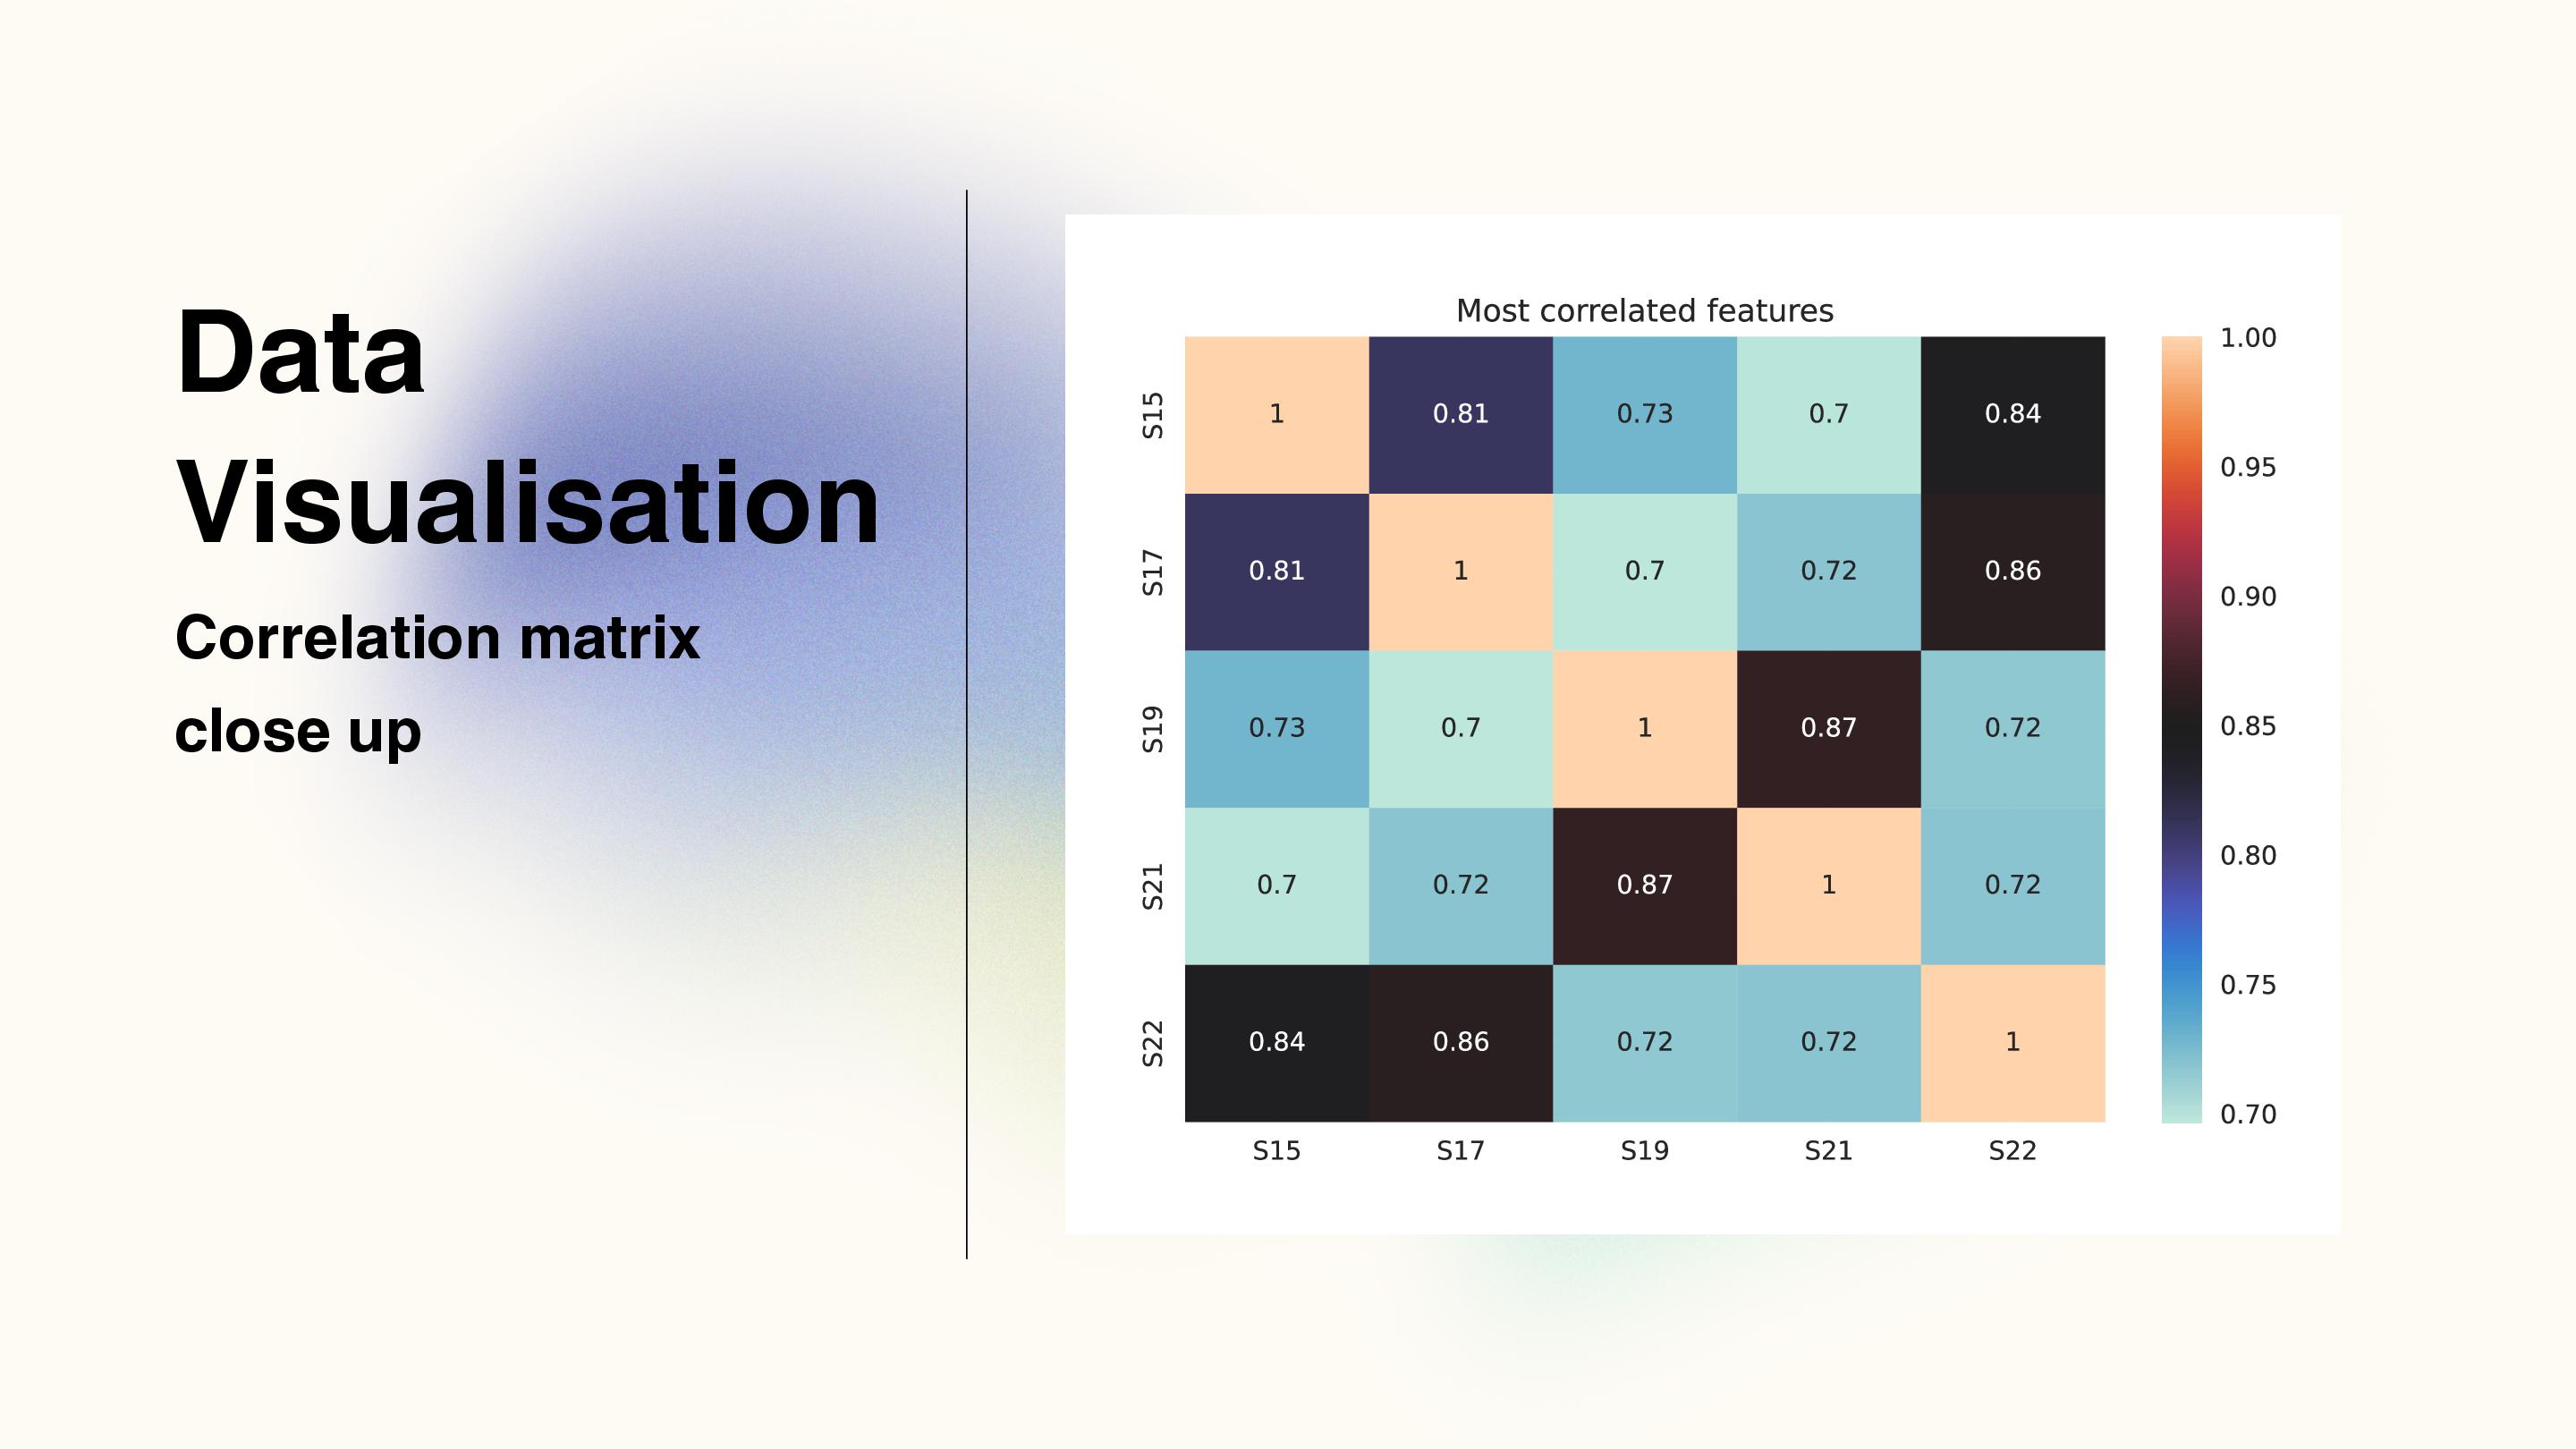 Data
Visualisation
Correlation matrix
close up
Most correlated features
S15 1 0.81 0.73 0.7 0.84
S17 0.81 1 0.7 0.72 0.86
S19 0.73 0.7 1 0.87 0.72
S21 0.7 0.72 0.87 1 0.72
S22 0.84 0.86 0.72 0.72 1
S15 S17 S19 S21 S22
1.00
0.95
0.90
0.85
0.80
0.75
0.70